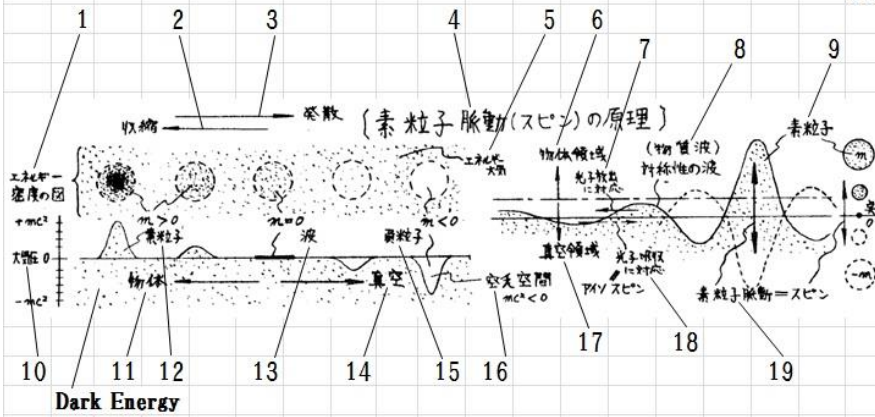 1 2 3 4 5 6 7 8 9
{素粒子脈動(スピン)の原理}
発散
収縮
エネルギー
密度の図
エネルギー
大気
m>0
m=0
m<0
+mc²
大気圧 0
-mc²
素粒子
波
負粒子
物体
真空
空孔空間
mc²<0
物体領域
光子放出
に対応
(物質波)
対称性の波
素粒子
m
0
-m
真空領域
光子吸収
に対応
アイソスピン
素粒子脈動=スピン
10 11 12 13 14 15 16 17 18 19
Dark Energy